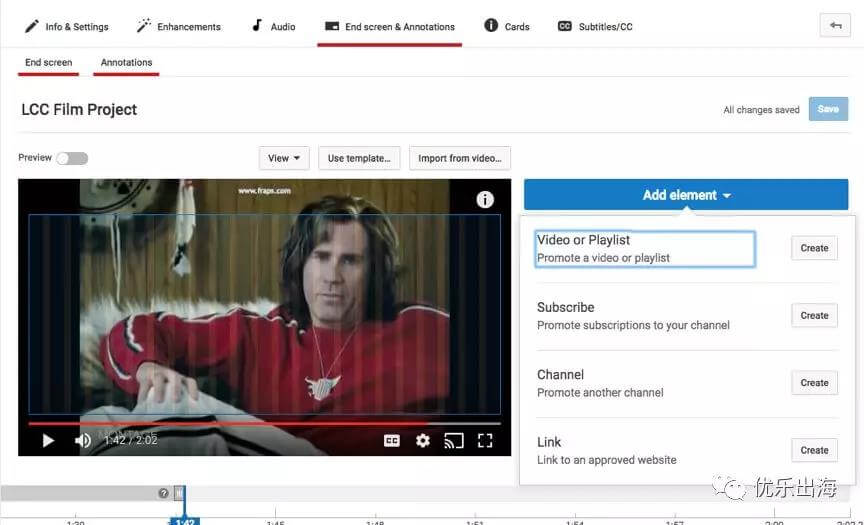 Info & Settings
Enhancements
Audio
End screen & Annotations
Cards
CC Subtitles/CC
End screen
Annotations
LCC Film Project
All changes saved
Save
Preview
View
Use template...
Import from video...
www.fraps.com
Add element
Video or Playlist
Promote a video or playlist
Create
Subscribe
Promote subscriptions to your channel
Create
Channel
Promote another channel
Create
Link
Link to an approved website
Create
MONTAGE
1:42 / 2:02
CC
优乐出海
1:39
1:42
1:45
1:48
1:51
1:54
1:57
2:00